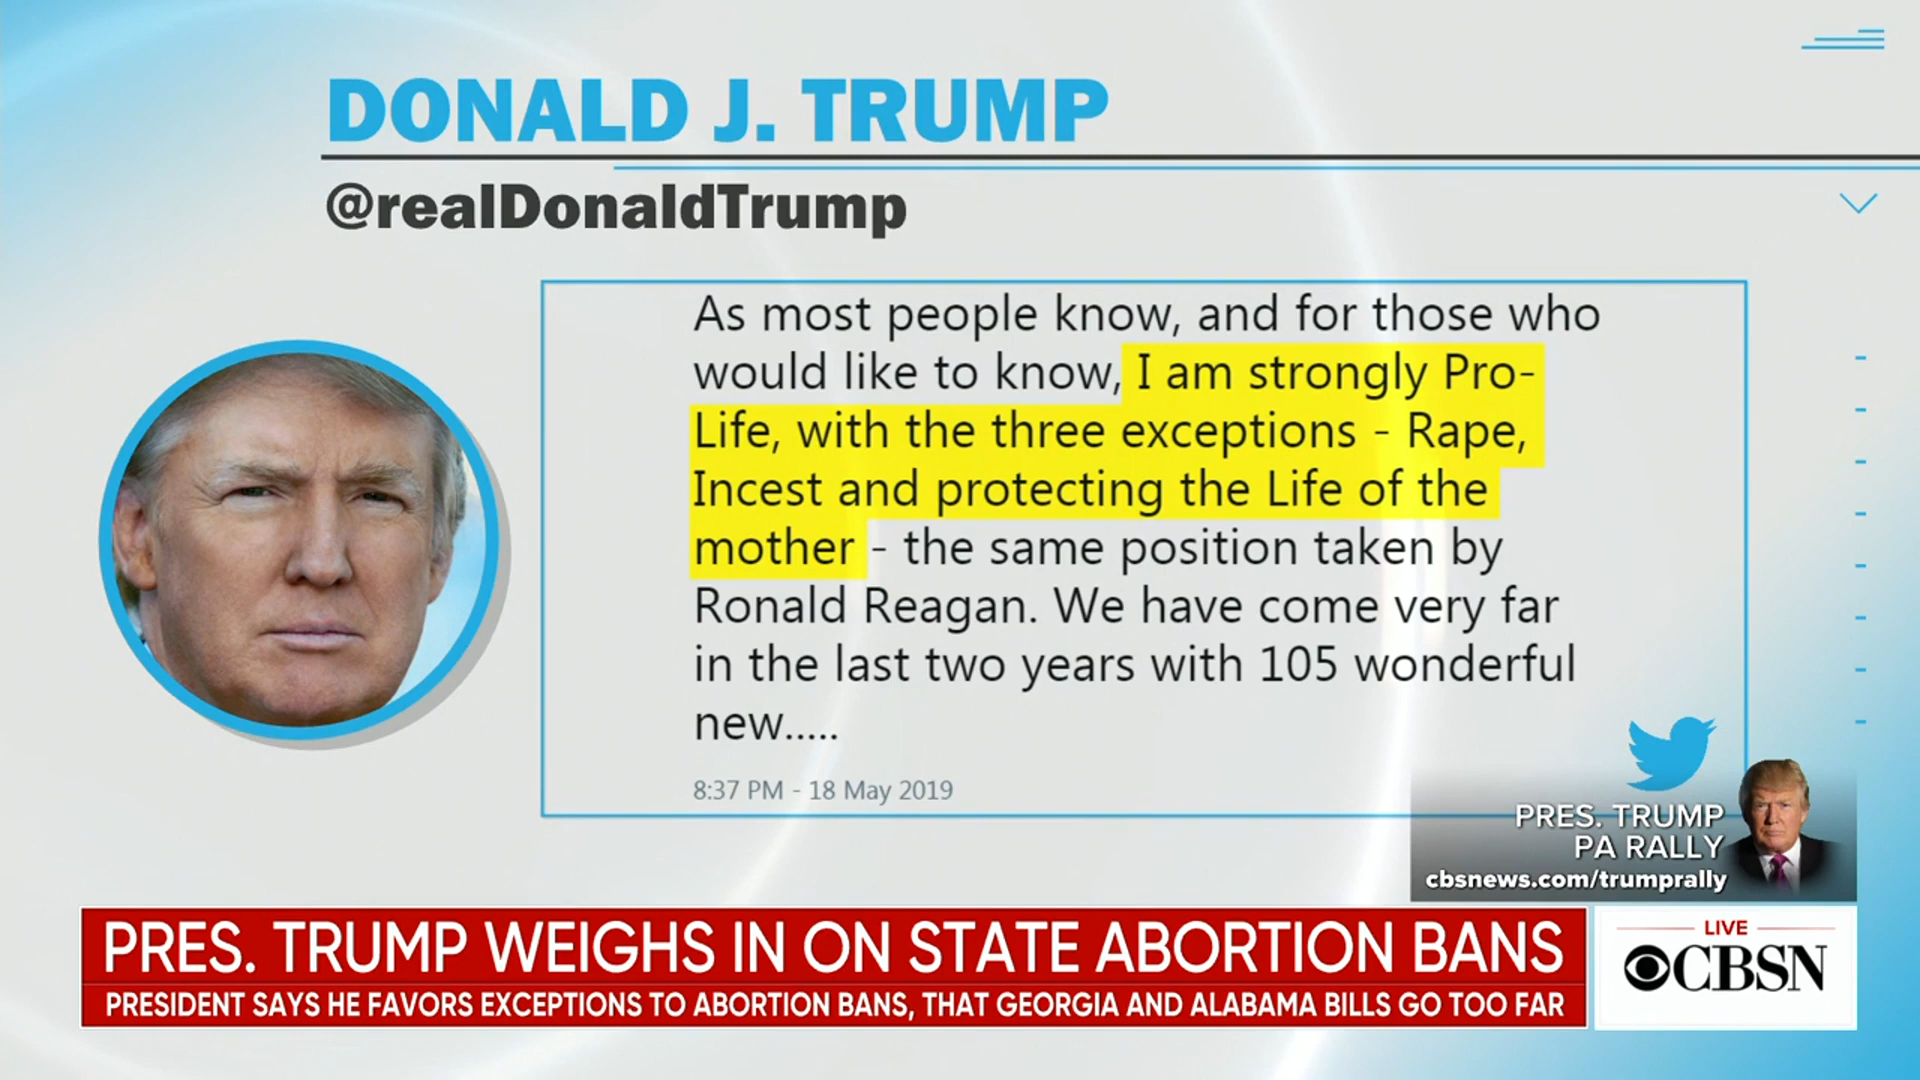 DONALD J. TRUMP
@realDonaldTrump
As most people know, and for those who
would like to know, I am strongly Pro-
Life, with the three exceptions - Rape,
Incest and protecting the Life of the
mother - the same position taken by
Ronald Reagan. We have come very far
in the last two years with 105 wonderful
new.....
8:37 PM - 18 May 2019
PRES. TRUMP
PA RALLY
cbsnews.com/trumprally
PRES. TRUMP WEIGHS IN ON STATE ABORTION BANS
PRESIDENT SAYS HE FAVORS EXCEPTIONS TO ABORTION BANS, THAT GEORGIA AND ALABAMA BILLS GO TOO FAR
LIVE
CBSN